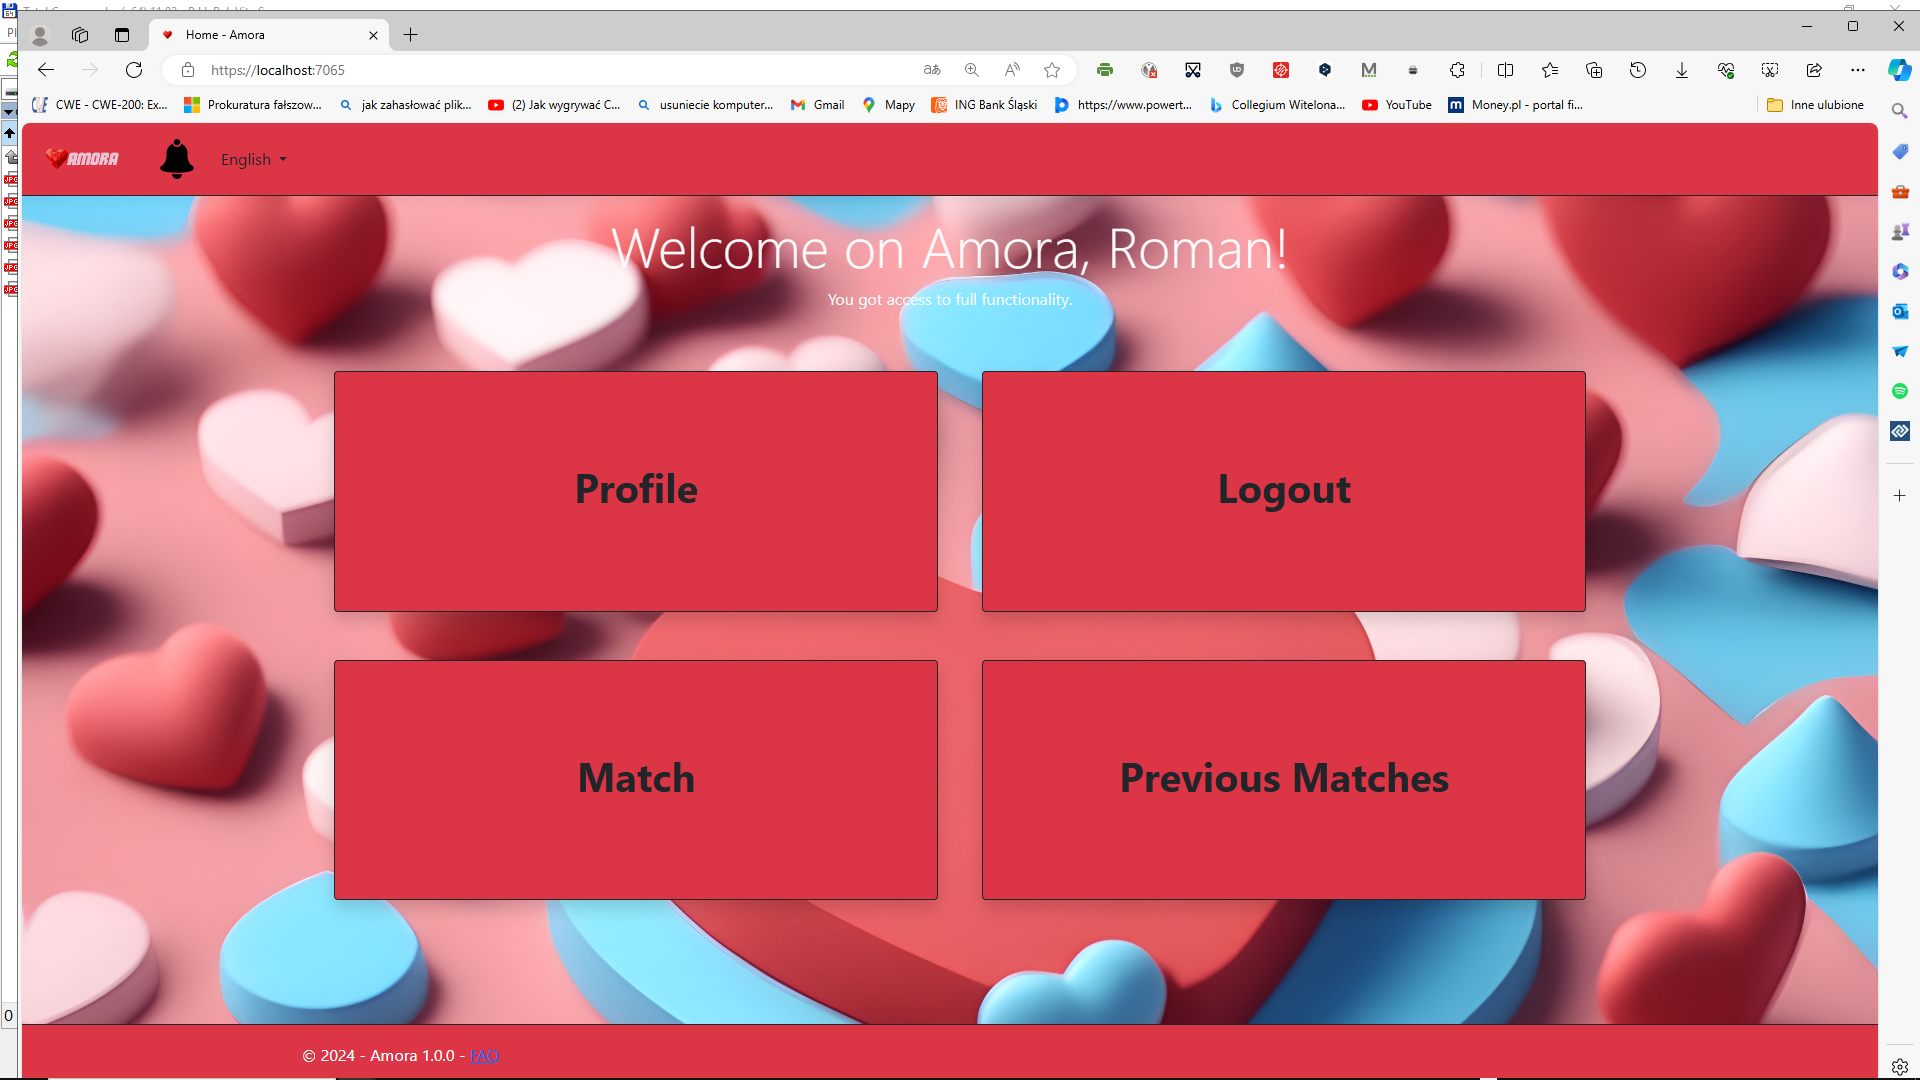 Home - Amora
https://localhost:7065
CWE - CWE-200: Ex...
Prokuratura fałszow...
jak zahasłować plik...
(2) Jak wygrywać C...
usuniecie komputer...
Gmail
Mapy
ING Bank Śląski
https://www.powert...
Collegium Witelona...
YouTube
Money.pl - portal fi...
Inne ulubione
AMORA
English
Welcome on Amora, Roman!
You got access to full functionality.
Profile
Logout
Match
Previous Matches
0
© 2024 - Amora 1.0.0 - FAQ